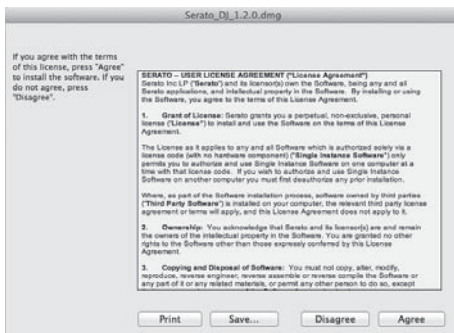 Serato_DJ_1.2.0.dmg
If you agree with the terms
of this license, press "Agree"
to install the software. If you
do not agree, press
"Disagree".
SERATO – USER LICENSE AGREEMENT ("License Agreement")
Serato Inc LP ("Serato") and its licensor(s) own the Software, being any and all
Serato applications, and intellectual property in the Software. By installing or using
the Software, you agree to the terms of this License Agreement.
1. Grant of License: Serato grants you a perpetual, non-exclusive, personal
license ("License") to install and use the Software on the terms of this License
Agreement.
The License as it applies to any and all Software which is authorized solely via a
license code (with no hardware component) ("Single Instance Software") only
permits you to authorize and use Single Instance Software on one computer at a
time with that license code. If you wish to authorize and use Single Instance
Software on another computer you must first deauthorize any prior installation.
Where, as part of the Software installation process, software owned by third parties
("Third Party Software") is installed on your computer, the relevant third party license
agreement or terms will apply, and this License Agreement does not apply to it.
2. Ownership: You acknowledge that Serato and its licensor(s) are and remain
the owners of the intellectual property in the Software. You are granted no other
rights to the Software other than those expressly conferred by this License
Agreement.
3. Copying and Disposal of Software: You must not copy, alter, modify,
reproduce, reverse engineer, reverse assemble or reverse compile the Software or
any part of it or any related materials, or permit any other person to do so, except
Print Save... Disagree Agree